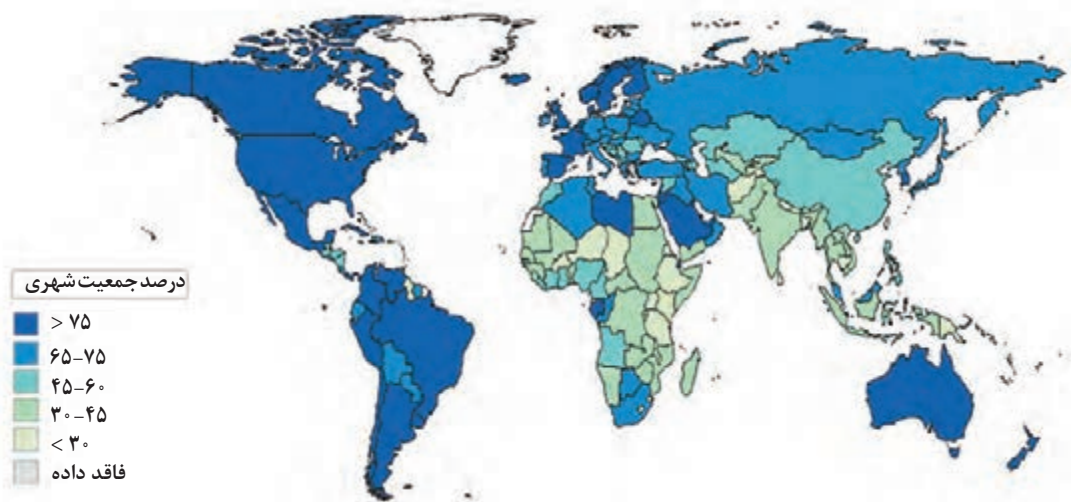 درصد جمعیت شهری
> ۷۵
۶۵-۷۵
۴۵-۶۰
۳۰-۴۵
< ۳۰
فاقد داده